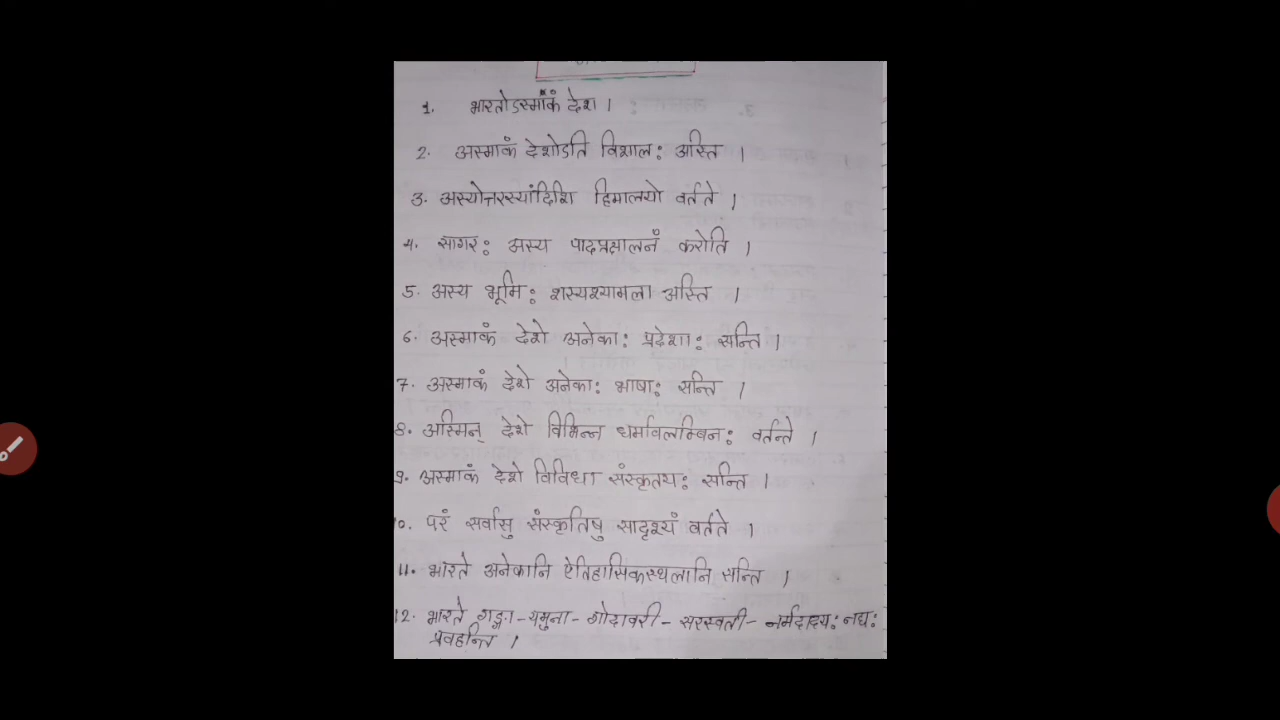 1. भारतोऽस्माकं देश ।
2. अस्माकं देशोऽति विशालः अस्ति ।
3. अस्योत्तरस्यांदिशि हिमालयो वर्तते ।
4. सागरः अस्य पादप्रक्षालनं करोति ।
5. अस्य भूमिः शस्यश्यामला अस्ति ।
6. अस्माकं देशे अनेकाः प्रदेशाः सन्ति ।
7. अस्माकं देशे अनेकाः भाषाः सन्ति ।
8. अस्मिन् देशे विभिन्न धर्मावलम्बिनः वर्तन्ते ।
9. अस्माकं देशे विविधा संस्कृतयः सन्ति ।
10. परं सर्वासु संस्कृतिषु सादृश्यं वर्तते ।
11. भारते अनेकानि ऐतिहासिकस्थलानि सन्ति ।
12. भारते गङ्गा - यमुना - गोदावरी - सरस्वती - नर्मदादयः नद्यः
प्रवहन्ति ।